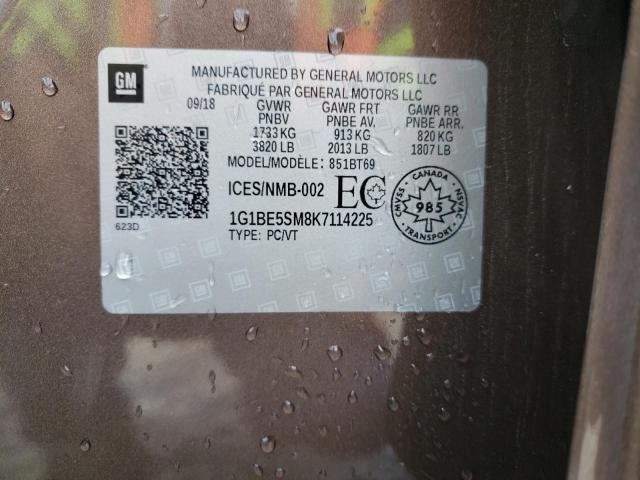 GM
MANUFACTURED BY GENERAL MOTORS LLC
FABRIQUÉ PAR GENERAL MOTORS LLC
09/18 GVWR GAWR FRT GAWR RR
PNBV PNBE AV. PNBE ARR.
1733 KG 913 KG 820 KG
3820 LB 2013 LB 1807 LB
MODEL/MODÈLE: 851BT69
ICES/NMB-002 EC
1G1BE5SM8K7114225
TYPE: PC/VT
623D
CANADA
CMVSS 985 NSVAC
TRANSPORT